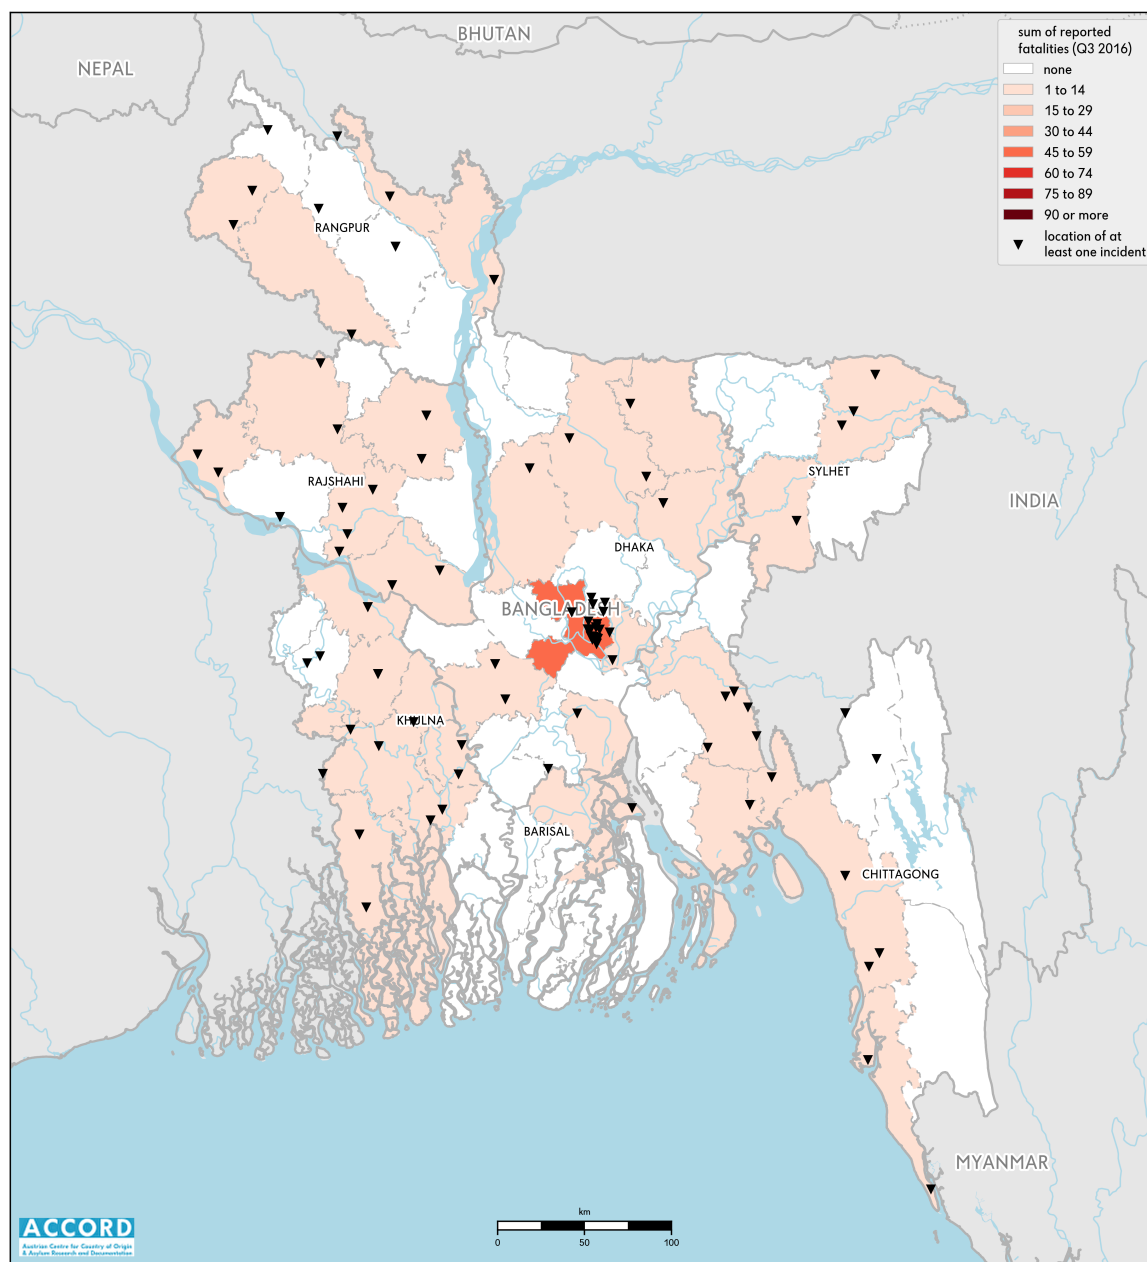 BHUTAN
NEPAL
sum of reported
fatalities (Q3 2016)
none
1 to 14
15 to 29
30 to 44
45 to 59
60 to 74
75 to 89
90 or more
location of at
least one incident
RANGPUR
SYLHET
RAJSHAHI
INDIA
DHAKA
BANGLADESH
KHULNA
BARISAL
CHITTAGONG
MYANMAR
km
0 50 100
ACCORD
Austrian Centre for Country of Origin
& Asylum Research and Documentation